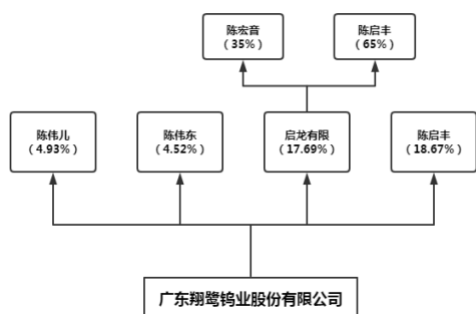 陈宏音
（35%）
陈启丰
（65%）
陈伟儿
（4.93%）
陈伟东
（4.52%）
启龙有限
（17.69%）
陈启丰
（18.67%）
广东翔鹭钨业股份有限公司